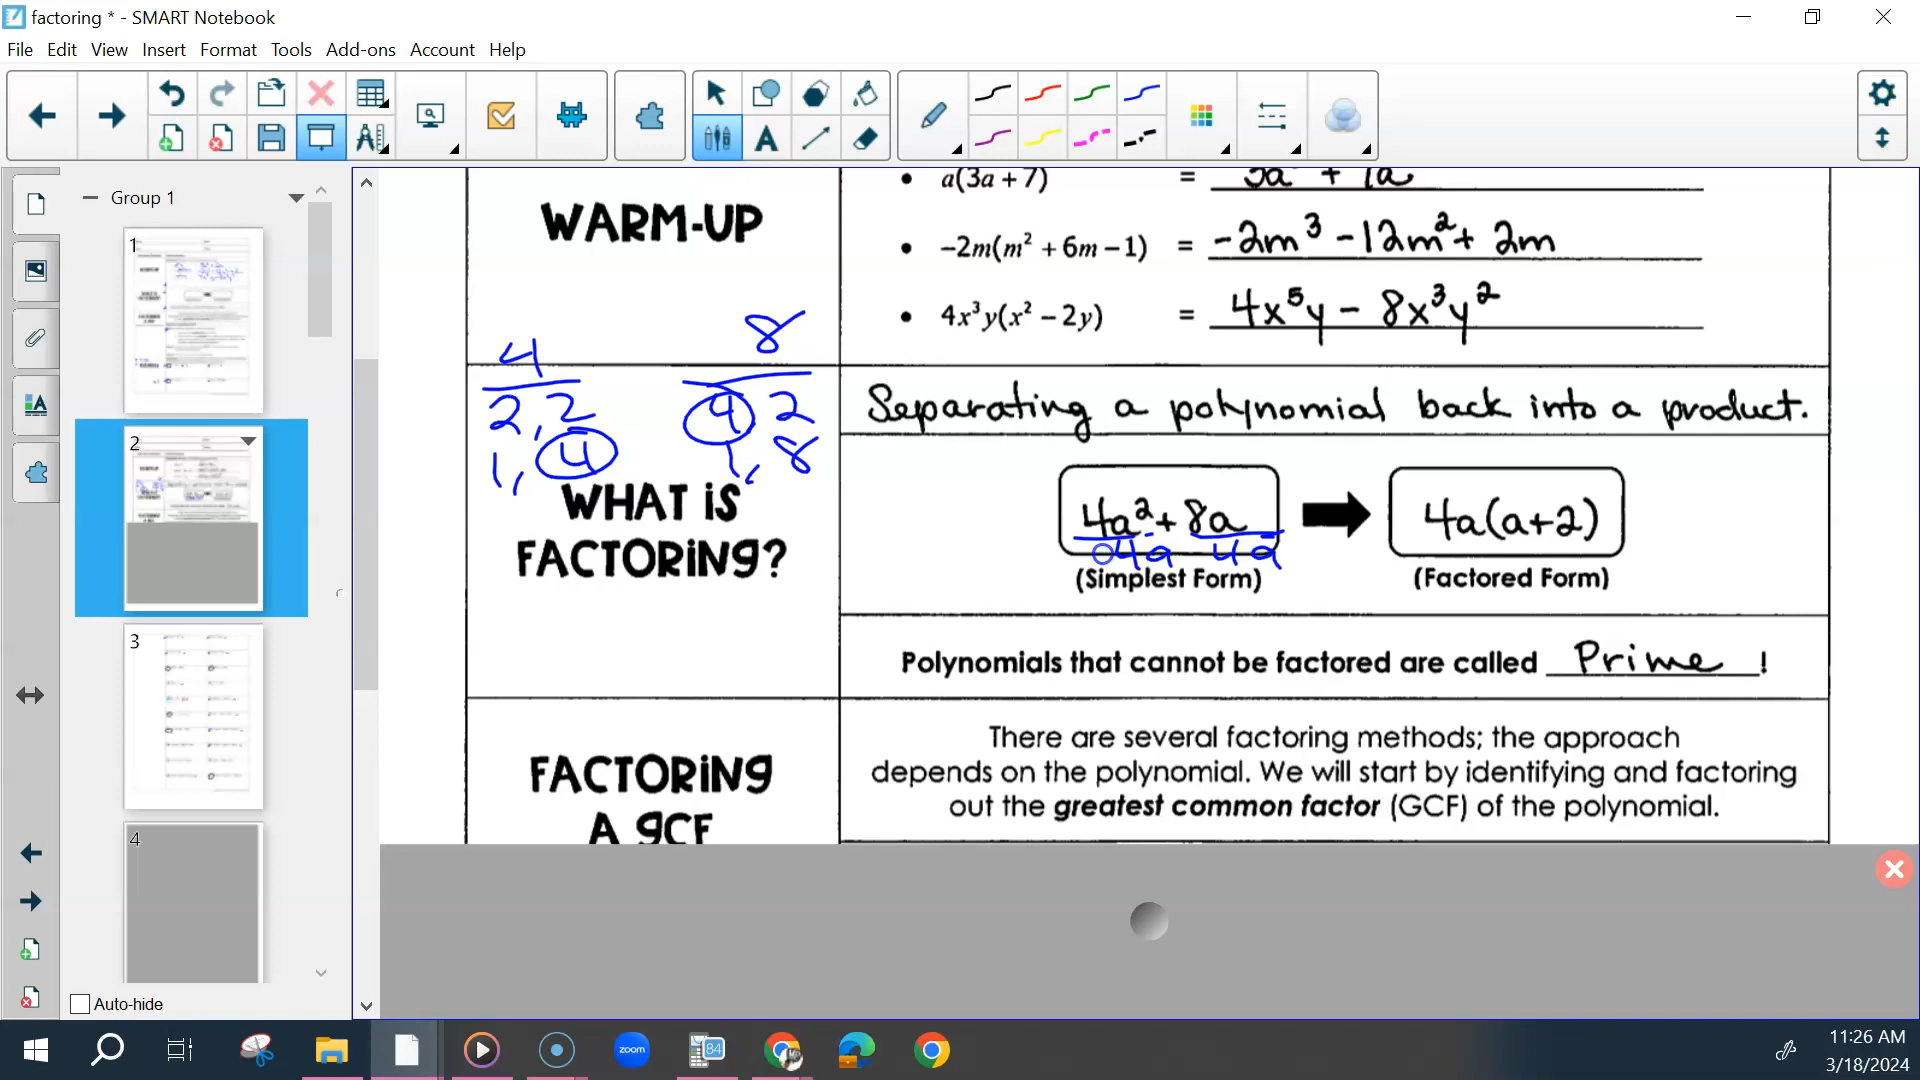 factoring * - SMART Notebook
File Edit View Insert Format Tools Add-ons Account Help
Group 1
1
2
3
4
Auto-hide
WARM-UP
• a(3a + 7) = 3a + 7a
• −2m(m² + 6m − 1) = -2m³ - 12m² + 2m
• 4x³y(x² − 2y) = 4x⁵y - 8x³y²
4 8
2, 2 4, 2
1, 4 1, 8
WHAT iS
FACTORiNg?
Separating a polynomial back into a product.
4a² + 8a 4a(a+2)
4a 4a
(Simplest Form) (Factored Form)
Polynomials that cannot be factored are called Prime !
FACTORiNg
A gCF
There are several factoring methods; the approach
depends on the polynomial. We will start by identifying and factoring
out the greatest common factor (GCF) of the polynomial.
zoom
84
11:26 AM
3/18/2024